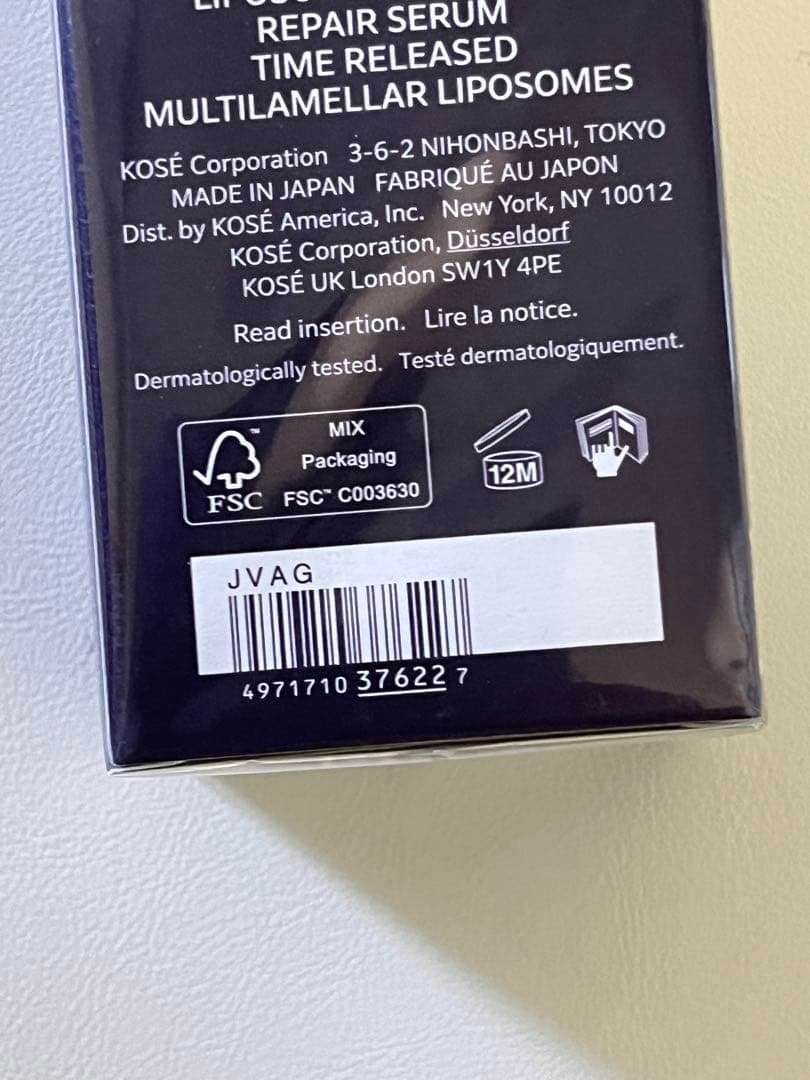 REPAIR SERUM
TIME RELEASED
MULTILAMELLAR LIPOSOMES
KOSÉ Corporation 3-6-2 NIHONBASHI, TOKYO
MADE IN JAPAN FABRIQUÉ AU JAPON
Dist. by KOSÉ America, Inc. New York, NY 10012
KOSÉ Corporation, Düsseldorf
KOSÉ UK London SW1Y 4PE
Read insertion. Lire la notice.
Dermatologically tested. Testé dermatologiquement.
MIX
Packaging
FSC™ C003630
FSC
12M
JVAG
4971710 37622 7